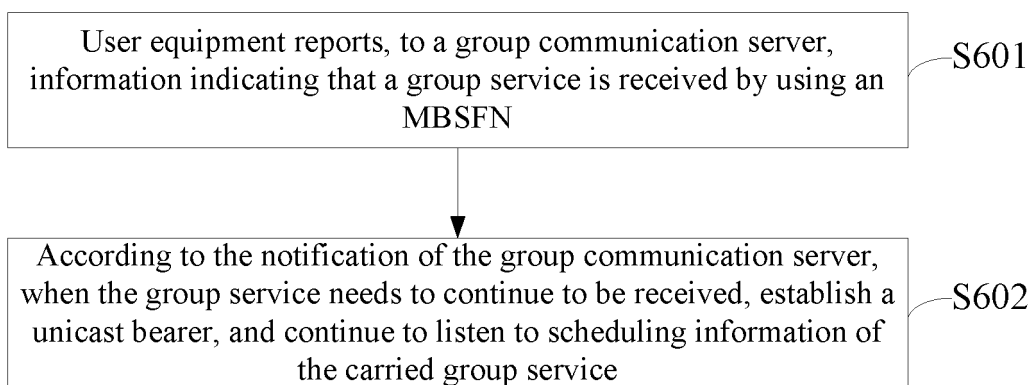 User equipment reports, to a group communication server,
information indicating that a group service is received by using an
MBSFN
S601
According to the notification of the group communication server,
when the group service needs to continue to be received, establish a
unicast bearer, and continue to listen to scheduling information of
the carried group service
S602